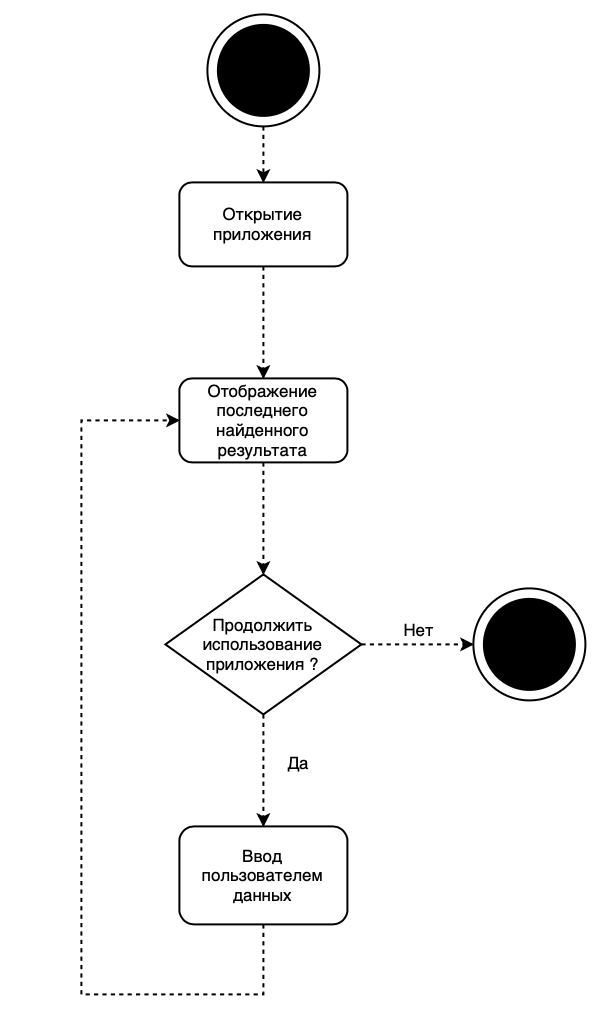 Открытие
приложения
Отображение
последнего
найденного
результата
Продолжить
использование
приложения ?
Нет
Да
Ввод
пользователем
данных